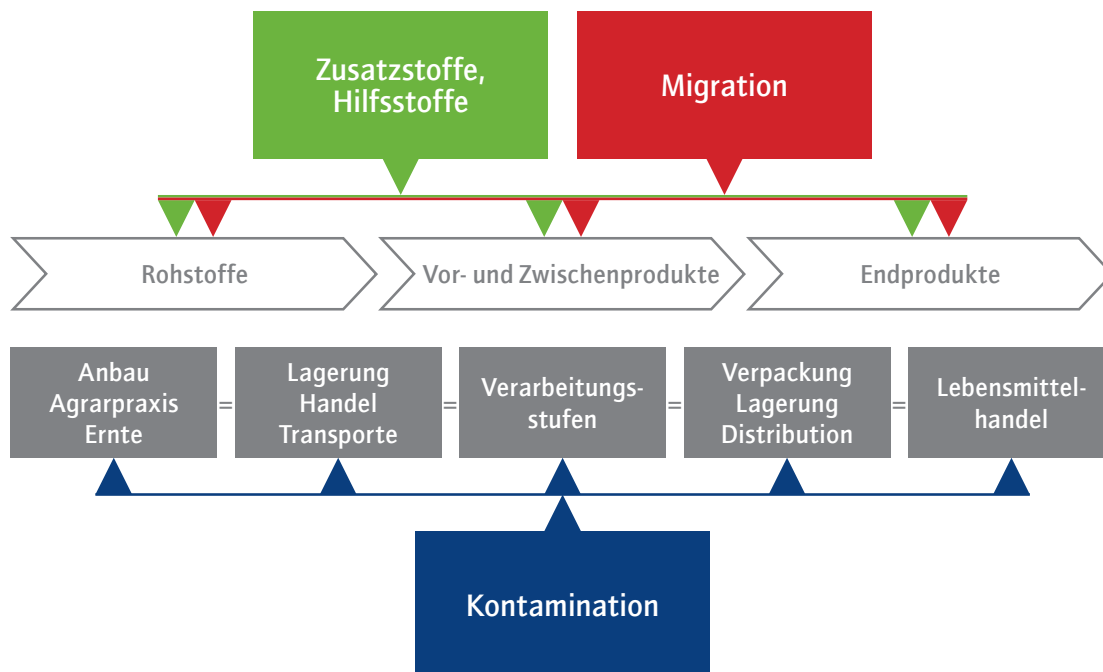 Zusatzstoffe,
Hilfsstoffe
Migration
Rohstoffe
Vor- und Zwischenprodukte
Endprodukte
Anbau
Agrarpraxis
Ernte
=
Lagerung
Handel
Transporte
=
Verarbeitungs-
stufen
=
Verpackung
Lagerung
Distribution
=
Lebensmittel-
handel
Kontamination